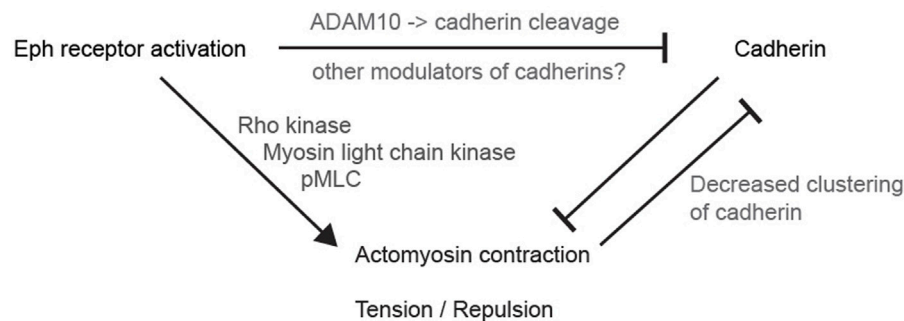 ADAM10 -> cadherin cleavage
Eph receptor activation
Cadherin
other modulators of cadherins?
Rho kinase
Myosin light chain kinase
pMLC
Decreased clustering
of cadherin
Actomyosin contraction
Tension / Repulsion